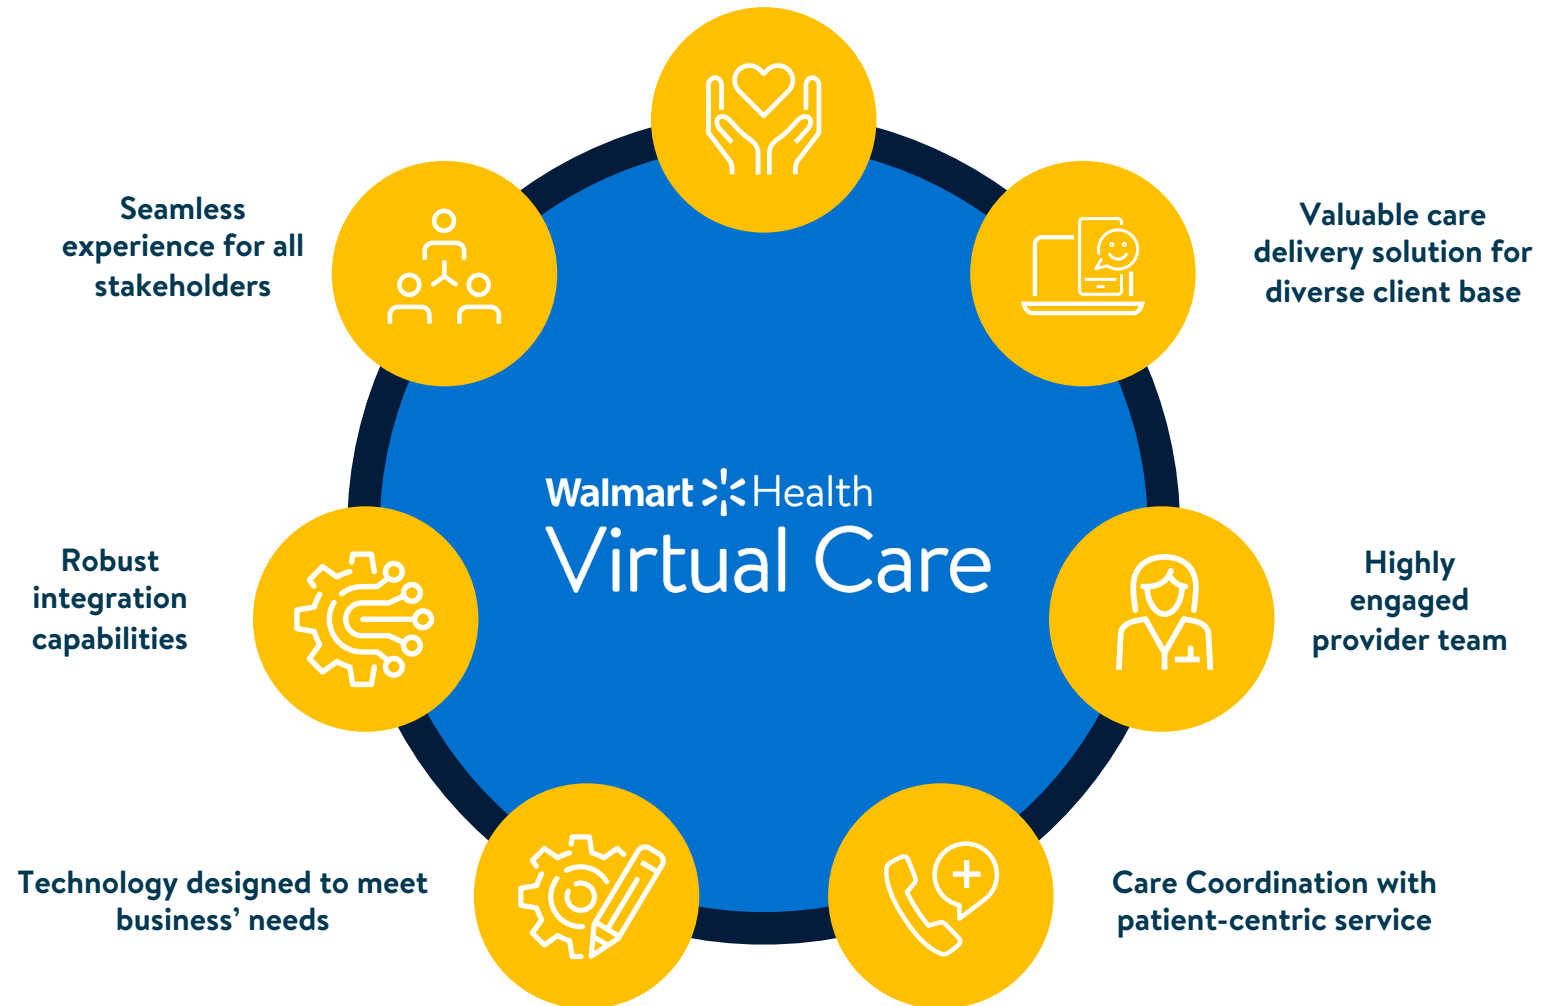 Seamless
experience for all
stakeholders
Valuable care
delivery solution for
diverse client base
Walmart Health
Virtual Care
Robust
integration
capabilities
Highly
engaged
provider team
Technology designed to meet
business’ needs
Care Coordination with
patient-centric service